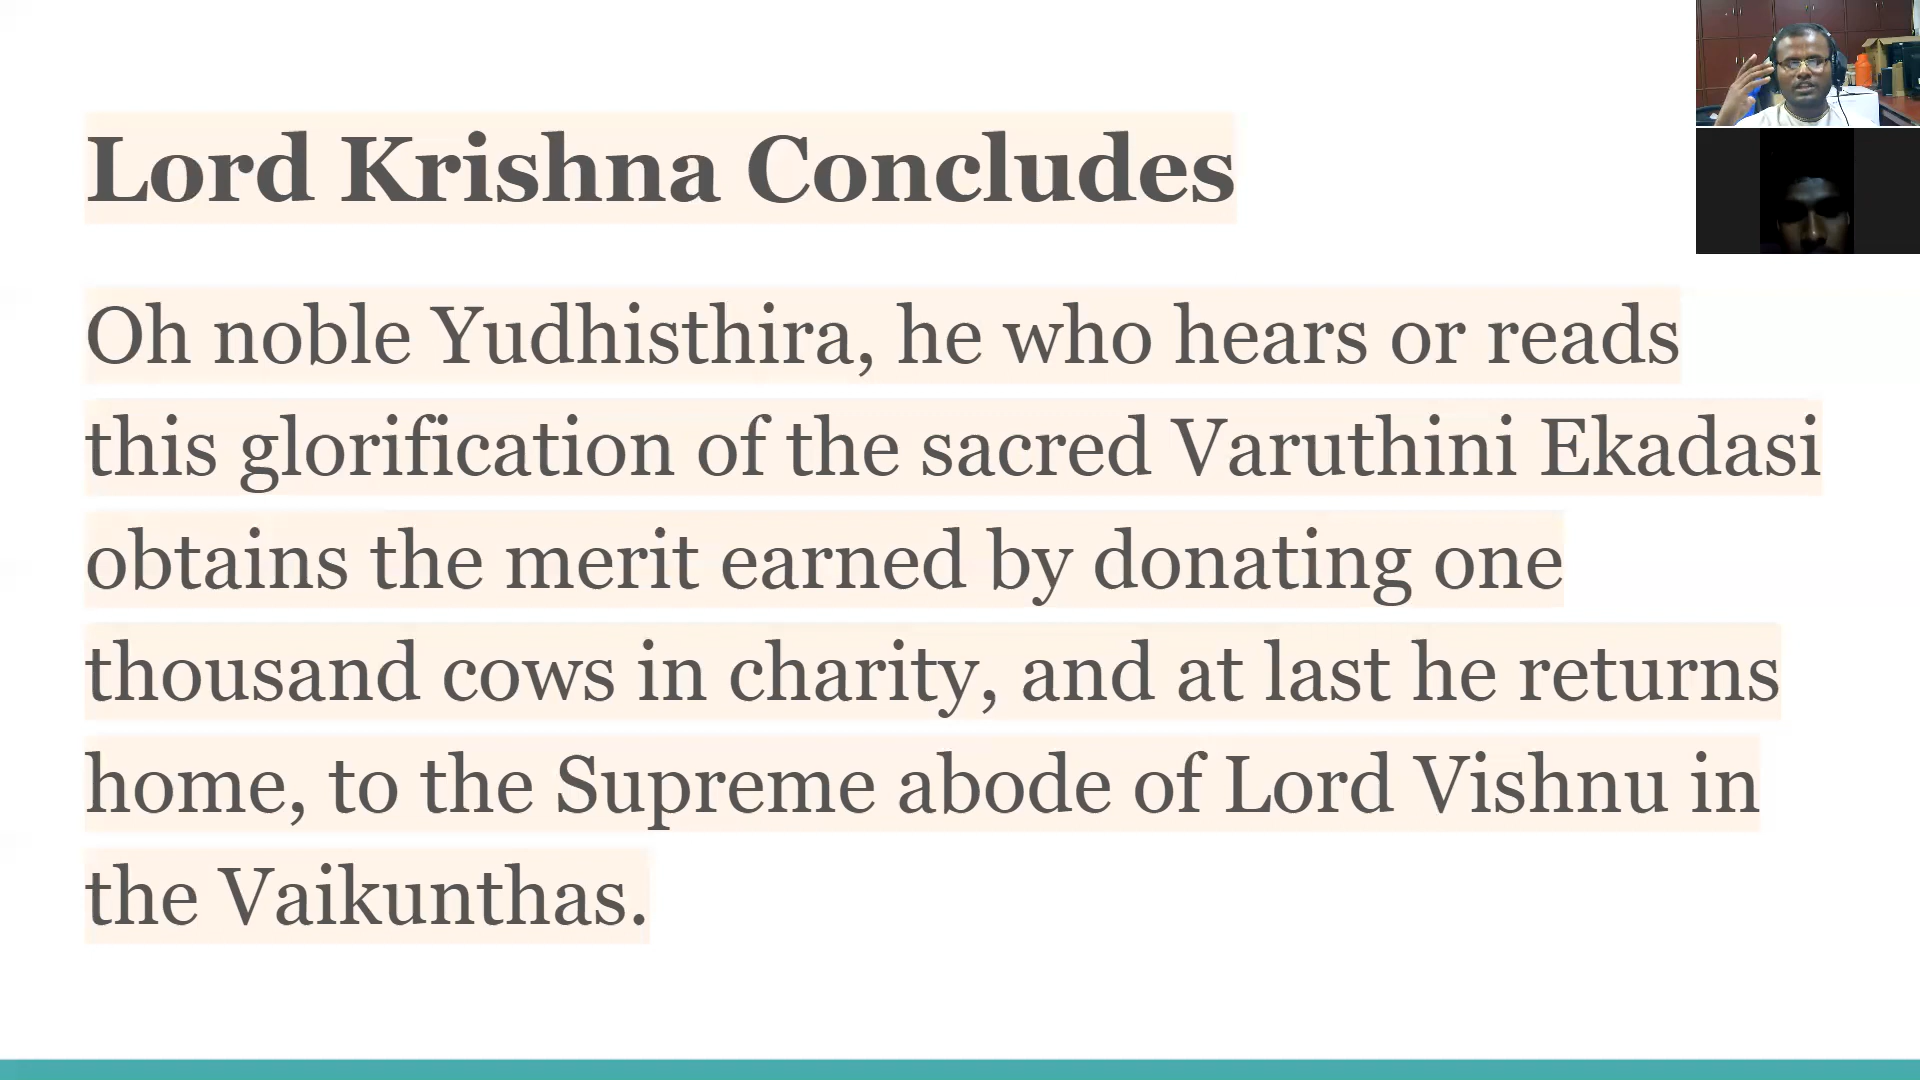 Lord Krishna Concludes
Oh noble Yudhisthira, he who hears or reads
this glorification of the sacred Varuthini Ekadasi
obtains the merit earned by donating one
thousand cows in charity, and at last he returns
home, to the Supreme abode of Lord Vishnu in
the Vaikunthas.